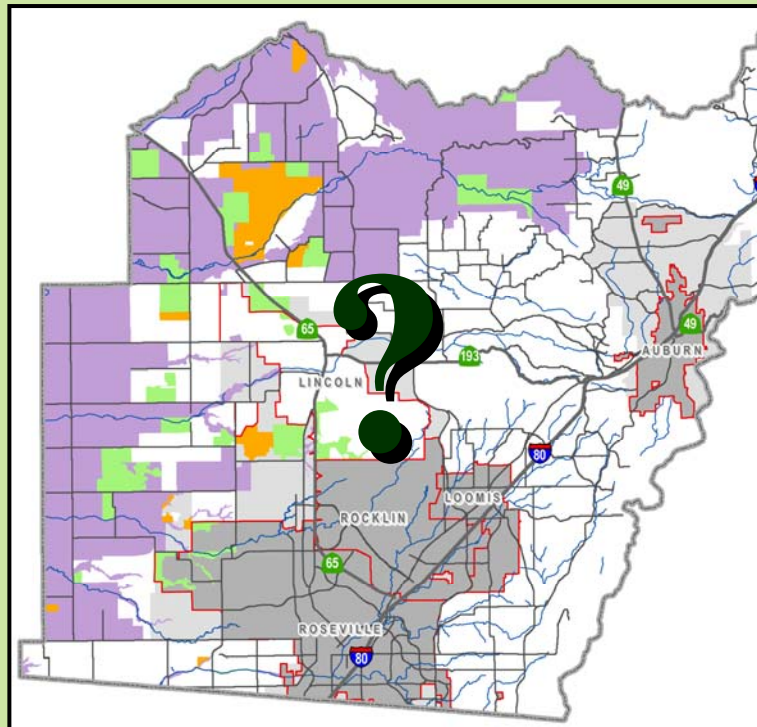 49
65
?
49
193
AUBURN
LINCOLN
80
LOOMIS
ROCKLIN
65
ROSEVILLE
80